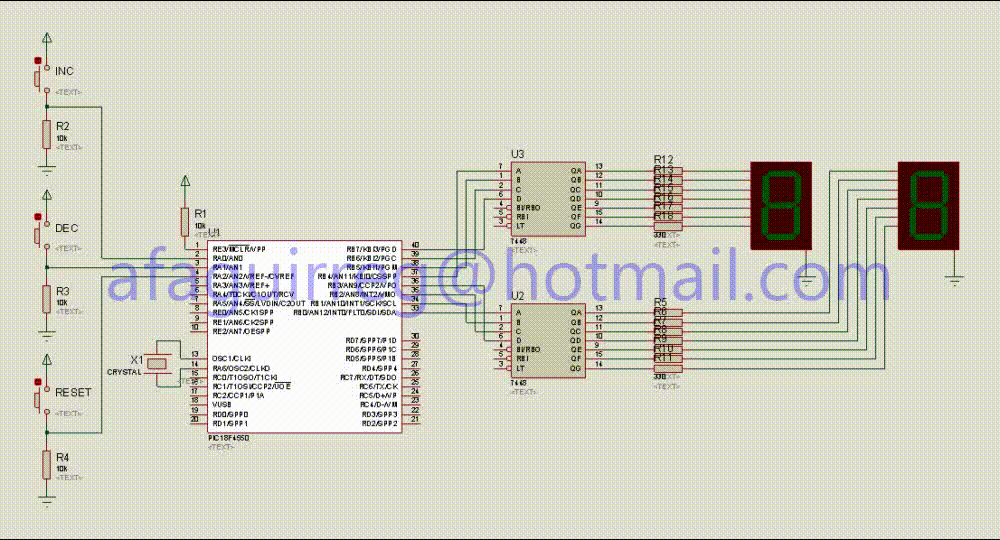 INC
<TEXT>
R2
10k
<TEXT>
DEC
<TEXT>
R3
10k
<TEXT>
RESET
<TEXT>
R4
10k
<TEXT>
X1
CRYSTAL
<TEXT>
R1
10k
<TEXT>
U1
1 RE3/MCLR/VPP
2 RA0/AN0
3 RA1/AN1
4 RA2/AN2/VREF-/CVREF
5 RA3/AN3/VREF+
6 RA4/T0CKI/C1OUT/RCV
7 RA5/AN4/SS/LVDIN/C2OUT
8 RE0/AN5/CK1SPP
9 RE1/AN6/CK2SPP
10 RE2/AN7/OESPP
13 OSC1/CLKI
14 RA6/OSC2/CLKO
15 RC0/T1OSO/T1CKI
16 RC1/T1OSI/CCP2/UOE
17 RC2/CCP1/P1A
18 VUSB
19 RD0/SPP0
20 RD1/SPP1
RB7/KBI3/PGD 40
RB6/KBI2/PGC 39
RB5/KBI1/PGM 38
RB4/AN11/KBI0/CSSPP 37
RB3/AN9/CCP2/VPO 36
RB2/AN8/INT2/VMO 35
RB1/AN10/INT1/SCK/SCL 34
RB0/AN12/INT0/FLT0/SDI/SDA 33
RD7/SPP7/P1D 30
RD6/SPP6/P1C 29
RD5/SPP5/P1B 28
RD4/SPP4 27
RC7/RX/DT/SDO 26
RC6/TX/CK 25
RC5/D+/VP 24
RC4/D-/VM 23
RD3/SPP3 22
RD2/SPP2 21
PIC18F4550
<TEXT>
U3
7 A QA 13
1 B QB 12
2 C QC 11
6 D QD 10
4 BI/RBO QE 9
5 RBI QF 15
3 LT QG 14
7448
<TEXT>
R12
R13
R14
R15
R16
R17
R18
330
<TEXT>
U2
7 A QA 13
1 B QB 12
2 C QC 11
6 D QD 10
4 BI/RBO QE 9
5 RBI QF 15
3 LT QG 14
7448
<TEXT>
R5
R6
R7
R8
R9
R10
R11
330
<TEXT>